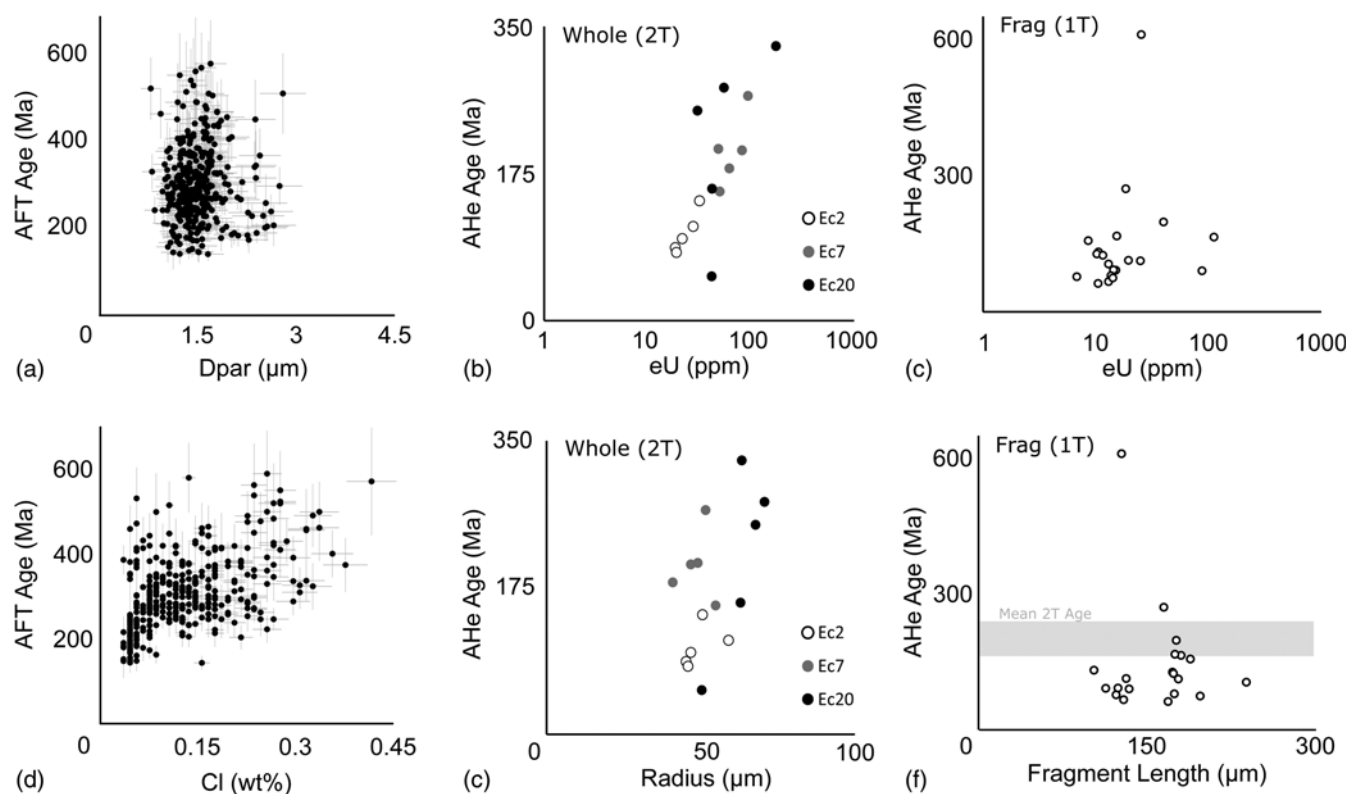 AFT Age (Ma)
600
400
200
0
1.5
3
4.5
Dpar (µm)
(a)
Whole (2T)
AHe Age (Ma)
350
175
0
1
10
100
1000
eU (ppm)
Ec2
Ec7
Ec20
(b)
Frag (1T)
AHe Age (Ma)
600
300
1
10
100
1000
eU (ppm)
(c)
AFT Age (Ma)
600
400
200
0
0.15
0.3
0.45
Cl (wt%)
(d)
Whole (2T)
AHe Age (Ma)
350
175
0
50
100
Radius (µm)
Ec2
Ec7
Ec20
(c)
Frag (1T)
AHe Age (Ma)
600
300
Mean 2T Age
0
150
300
Fragment Length (µm)
(f)